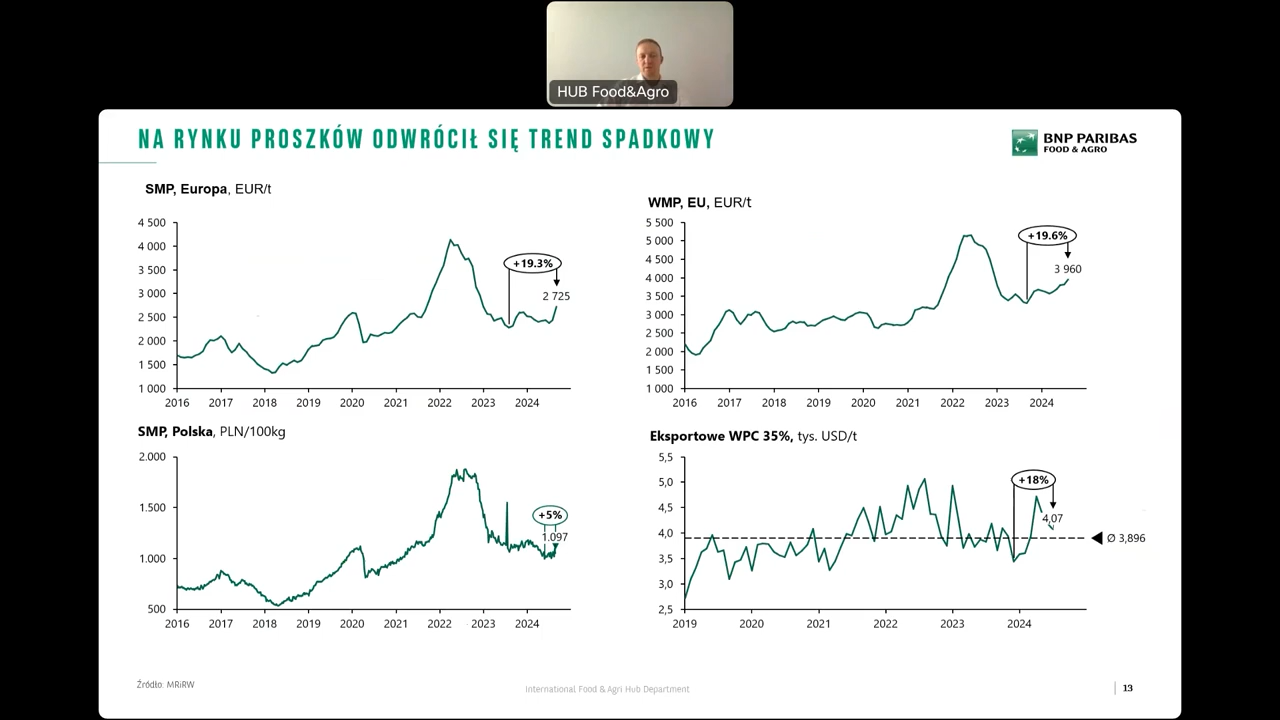 HUB Food&Agro
NA RYNKU PROSZKÓW ODWRÓCIŁ SIĘ TREND SPADKOWY
BNP PARIBAS
FOOD & AGRO
SMP, Europa, EUR/t
4 500
4 000
3 500
3 000
2 500
2 000
1 500
1 000
+19.3%
2 725
2016 2017 2018 2019 2020 2021 2022 2023 2024
WMP, EU, EUR/t
5 500
5 000
4 500
4 000
3 500
3 000
2 500
2 000
1 500
1 000
+19.6%
3 960
2016 2017 2018 2019 2020 2021 2022 2023 2024
SMP, Polska, PLN/100kg
2.000
1.500
1.000
500
+5%
1.097
2016 2017 2018 2019 2020 2021 2022 2023 2024
Eksportowe WPC 35%, tys. USD/t
5,5
5,0
4,5
4,0
3,5
3,0
2,5
+18%
4,07
Ø 3,896
2019 2020 2021 2022 2023 2024
Źródło: MRiRW
International Food & Agri Hub Department
13